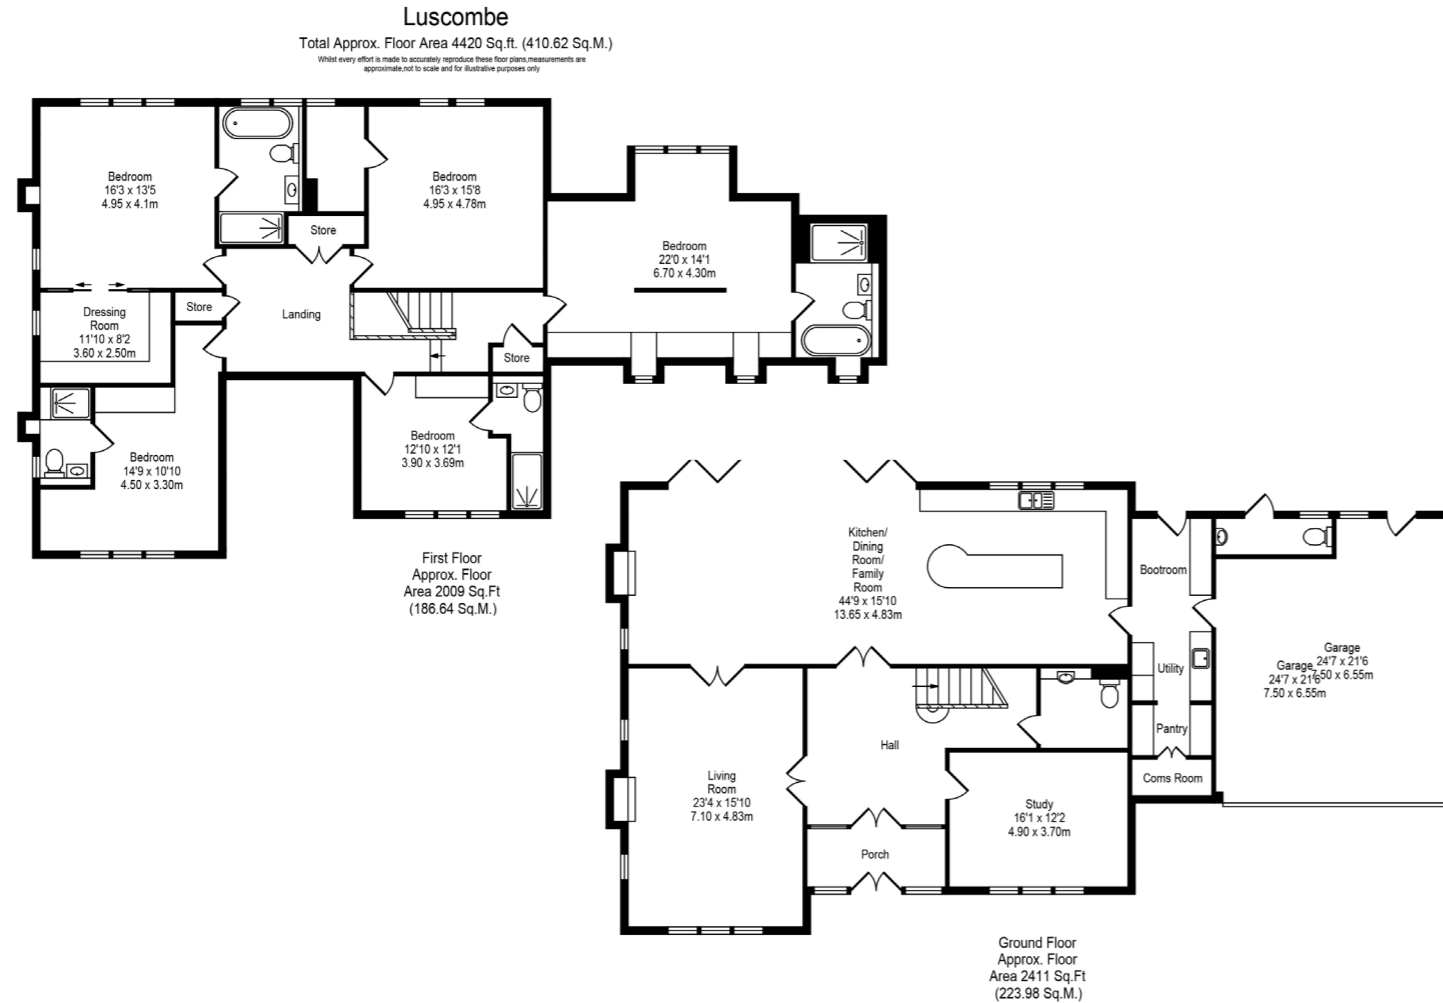 Luscombe
Total Approx. Floor Area 4420 Sq.ft. (410.62 Sq.M.)
Whilst every effort is made to accurately reproduce these floor plans,measurements are
approximate,not to scale and for illustrative purposes only
Bedroom
16'3 x 13'5
4.95 x 4.1m
Bedroom
16'3 x 15'8
4.95 x 4.78m
Store
Bedroom
22'0 x 14'1
6.70 x 4.30m
Dressing
Room
11'10 x 8'2
3.60 x 2.50m
Store
Landing
Store
Bedroom
14'9 x 10'10
4.50 x 3.30m
Bedroom
12'10 x 12'1
3.90 x 3.69m
First Floor
Approx. Floor
Area 2009 Sq.Ft
(186.64 Sq.M.)
Kitchen/
Dining
Room/
Family
Room
44'9 x 15'10
13.65 x 4.83m
Bootroom
Utility
Pantry
Coms Room
Garage
24'7 x 21'6
7.50 x 6.55m
Garage
24'7 x 21'6
7.50 x 6.55m
Hall
Living
Room
23'4 x 15'10
7.10 x 4.83m
Study
16'1 x 12'2
4.90 x 3.70m
Porch
Ground Floor
Approx. Floor
Area 2411 Sq.Ft
(223.98 Sq.M.)